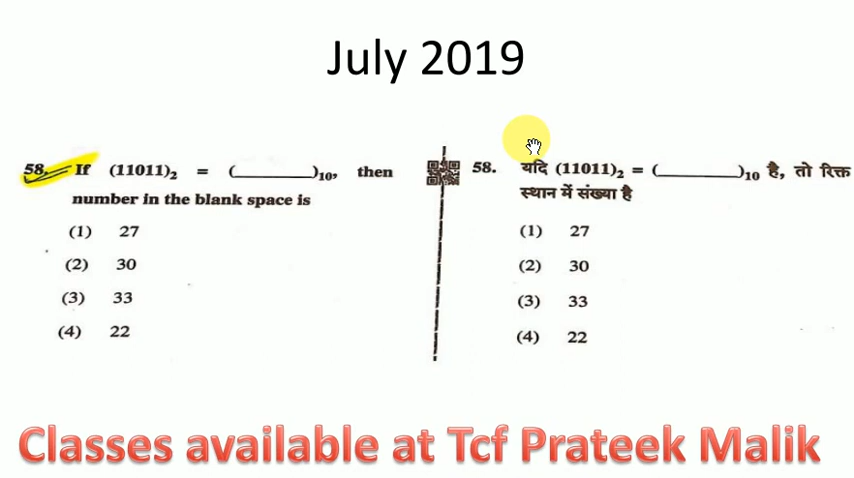 July 2019
58. If (11011)₂ = (________)₁₀, then
number in the blank space is
(1) 27
(2) 30
(3) 33
(4) 22
58. यदि (11011)₂ = (________)₁₀ है, तो रिक्त
स्थान में संख्या है
(1) 27
(2) 30
(3) 33
(4) 22
Classes available at Tcf Prateek Malik